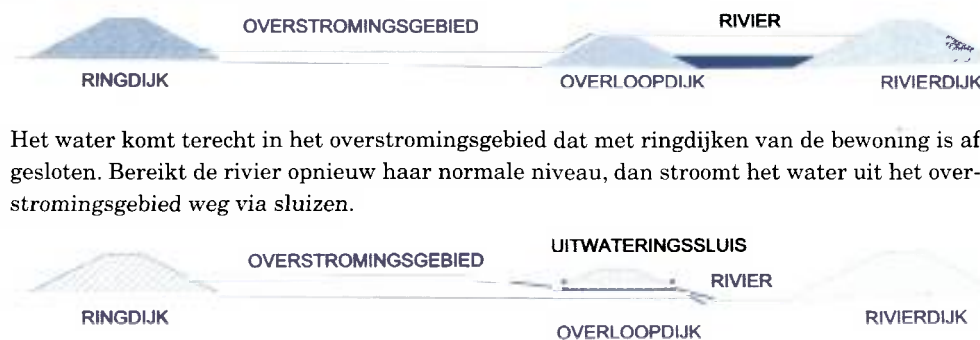 OVERSTROMINGSGEBIED RIVIER
RINGDIJK OVERLOOPDIJK RIVIERDIJK
Het water komt terecht in het overstromingsgebied dat met ringdijken van de bewoning is af
gesloten. Bereikt de rivier opnieuw haar normale niveau, dan stroomt het water uit het over-
stromingsgebied weg via sluizen.
UITWATERINGSSLUIS
OVERSTROMINGSGEBIED RIVIER
RINGDIJK OVERLOOPDIJK RIVIERDIJK